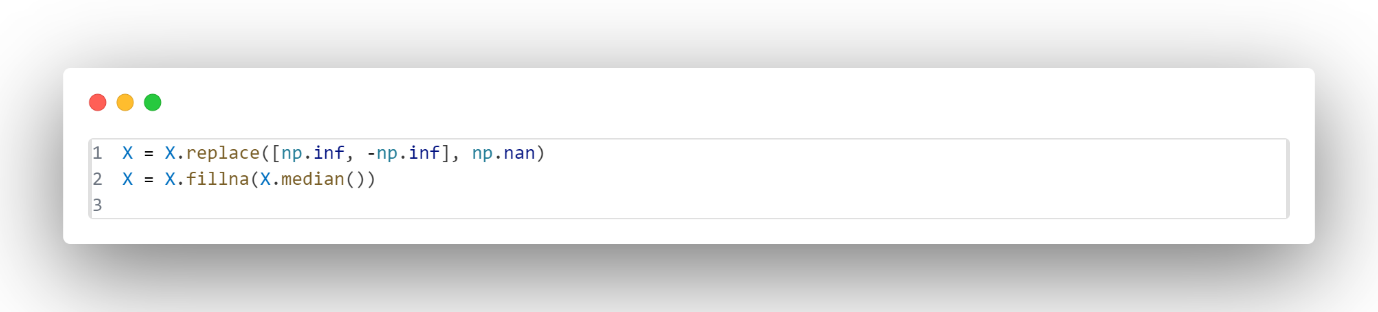 1 X = X.replace([np.inf, -np.inf], np.nan)
2 X = X.fillna(X.median())
3